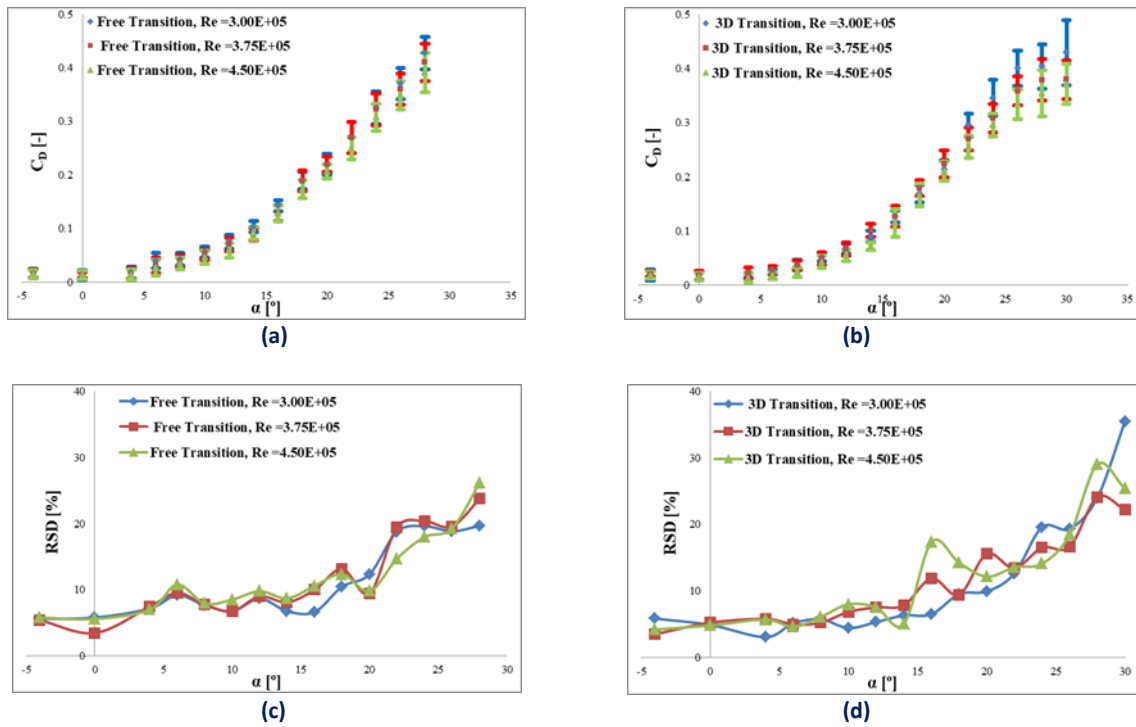 0.5
0.4
0.3
0.2
0.1
0
Free Transition, Re =3.00E+05
Free Transition, Re =3.75E+05
Free Transition, Re =4.50E+05
C_D [-]
-5 0 5 10 15 20 25 30 35
α [º]
(a)
0.5
0.4
0.3
0.2
0.1
0
3D Transition, Re =3.00E+05
3D Transition, Re =3.75E+05
3D Transition, Re =4.50E+05
C_D [-]
-5 0 5 10 15 20 25 30 35
α [º]
(b)
40
30
20
10
0
Free Transition, Re =3.00E+05
Free Transition, Re =3.75E+05
Free Transition, Re =4.50E+05
RSD [%]
-5 0 5 10 15 20 25 30
α [º]
(c)
40
30
20
10
0
3D Transition, Re =3.00E+05
3D Transition, Re =3.75E+05
3D Transition, Re =4.50E+05
RSD [%]
-5 0 5 10 15 20 25 30
α [º]
(d)